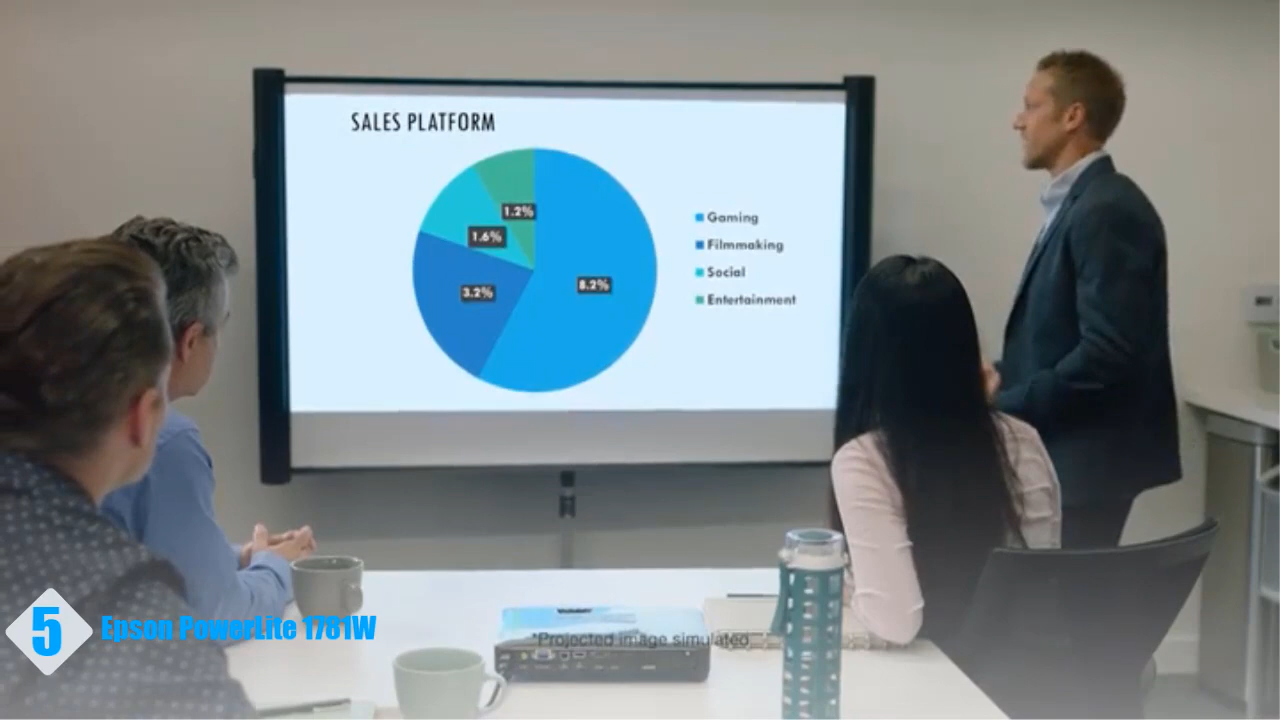 SALES PLATFORM
1.2%
1.6%
3.2%
8.2%
Gaming
Filmmaking
Social
Entertainment
5
Epson PowerLite 1781W
*Projected image simulated